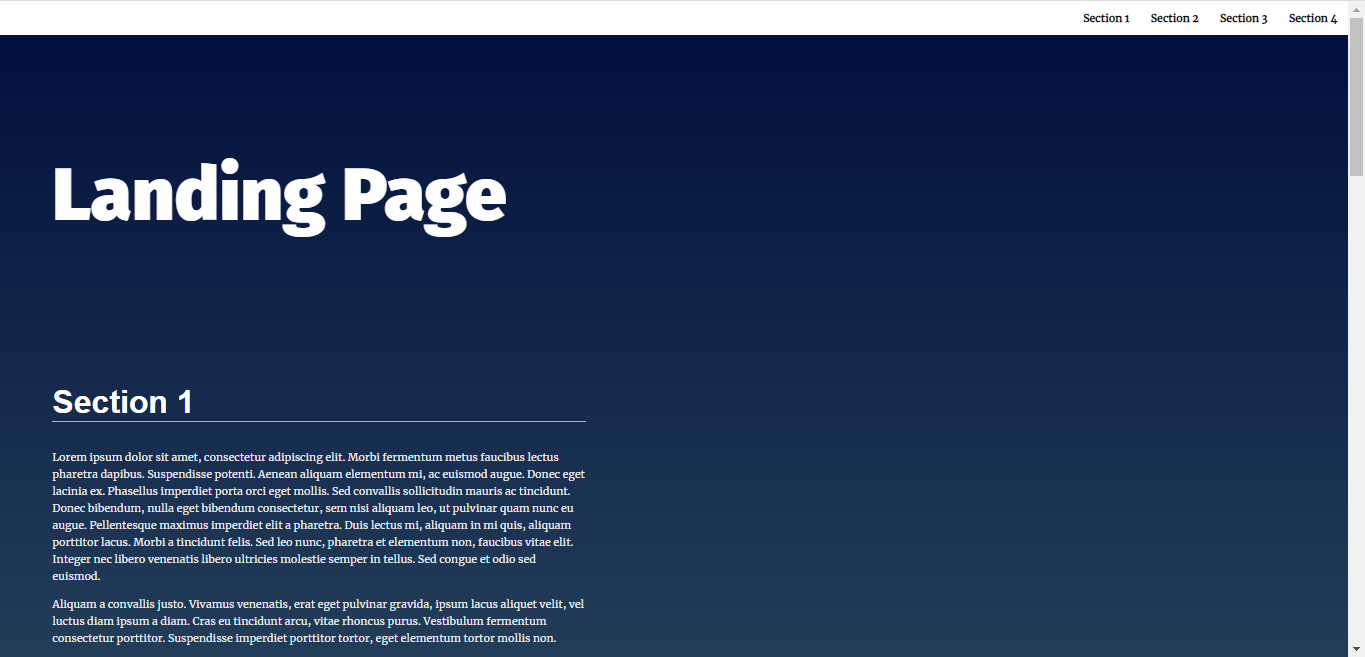 Section 1 Section 2 Section 3 Section 4
Landing Page
Section 1
Lorem ipsum dolor sit amet, consectetur adipiscing elit. Morbi fermentum metus faucibus lectus
pharetra dapibus. Suspendisse potenti. Aenean aliquam elementum mi, ac euismod augue. Donec eget
lacinia ex. Phasellus imperdiet porta orci eget mollis. Sed convallis sollicitudin mauris ac tincidunt.
Donec bibendum, nulla eget bibendum consectetur, sem nisi aliquam leo, ut pulvinar quam nunc eu
augue. Pellentesque maximus imperdiet elit a pharetra. Duis lectus mi, aliquam in mi quis, aliquam
porttitor lacus. Morbi a tincidunt felis. Sed leo nunc, pharetra et elementum non, faucibus vitae elit.
Integer nec libero venenatis libero ultricies molestie semper in tellus. Sed congue et odio sed
euismod.
Aliquam a convallis justo. Vivamus venenatis, erat eget pulvinar gravida, ipsum lacus aliquet velit, vel
luctus diam ipsum a diam. Cras eu tincidunt arcu, vitae rhoncus purus. Vestibulum fermentum
consectetur porttitor. Suspendisse imperdiet porttitor tortor, eget elementum tortor mollis non.